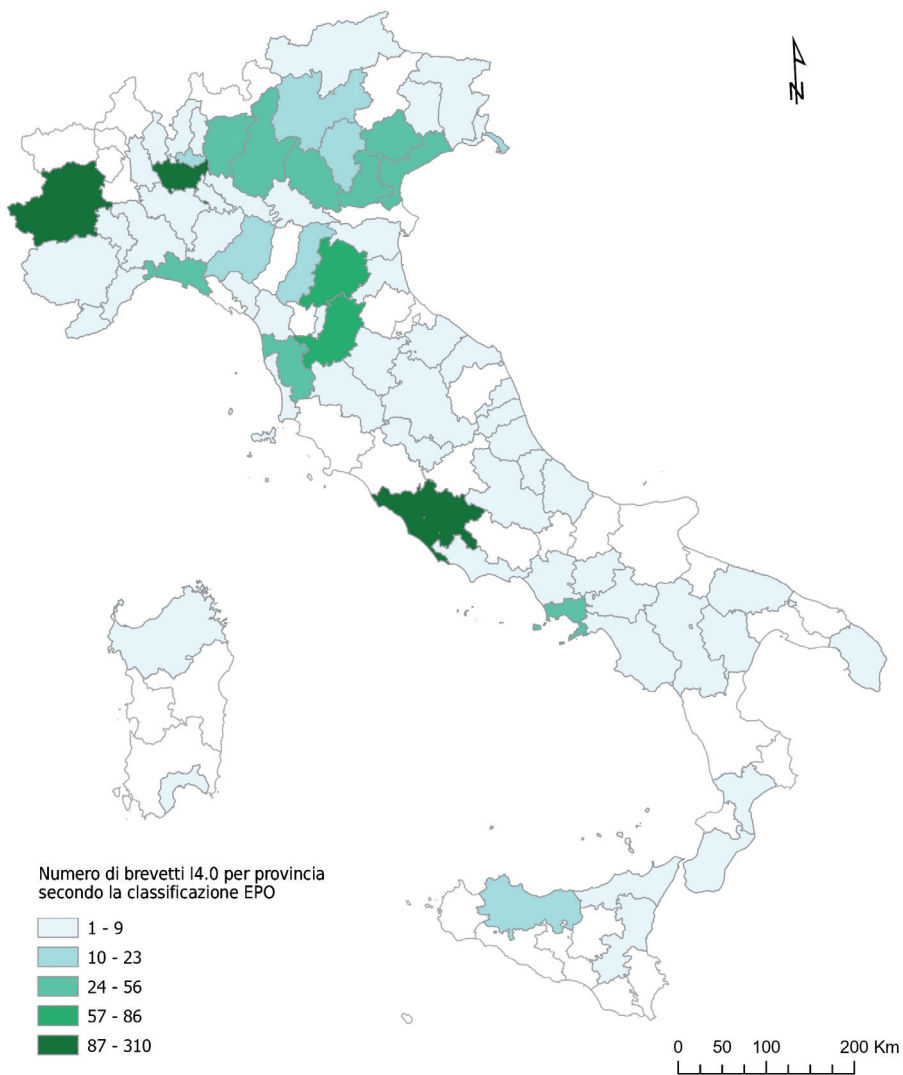 N
Numero di brevetti I4.0 per provincia
secondo la classificazione EPO
1 - 9
10 - 23
24 - 56
57 - 86
87 - 310
0 50 100 200 Km